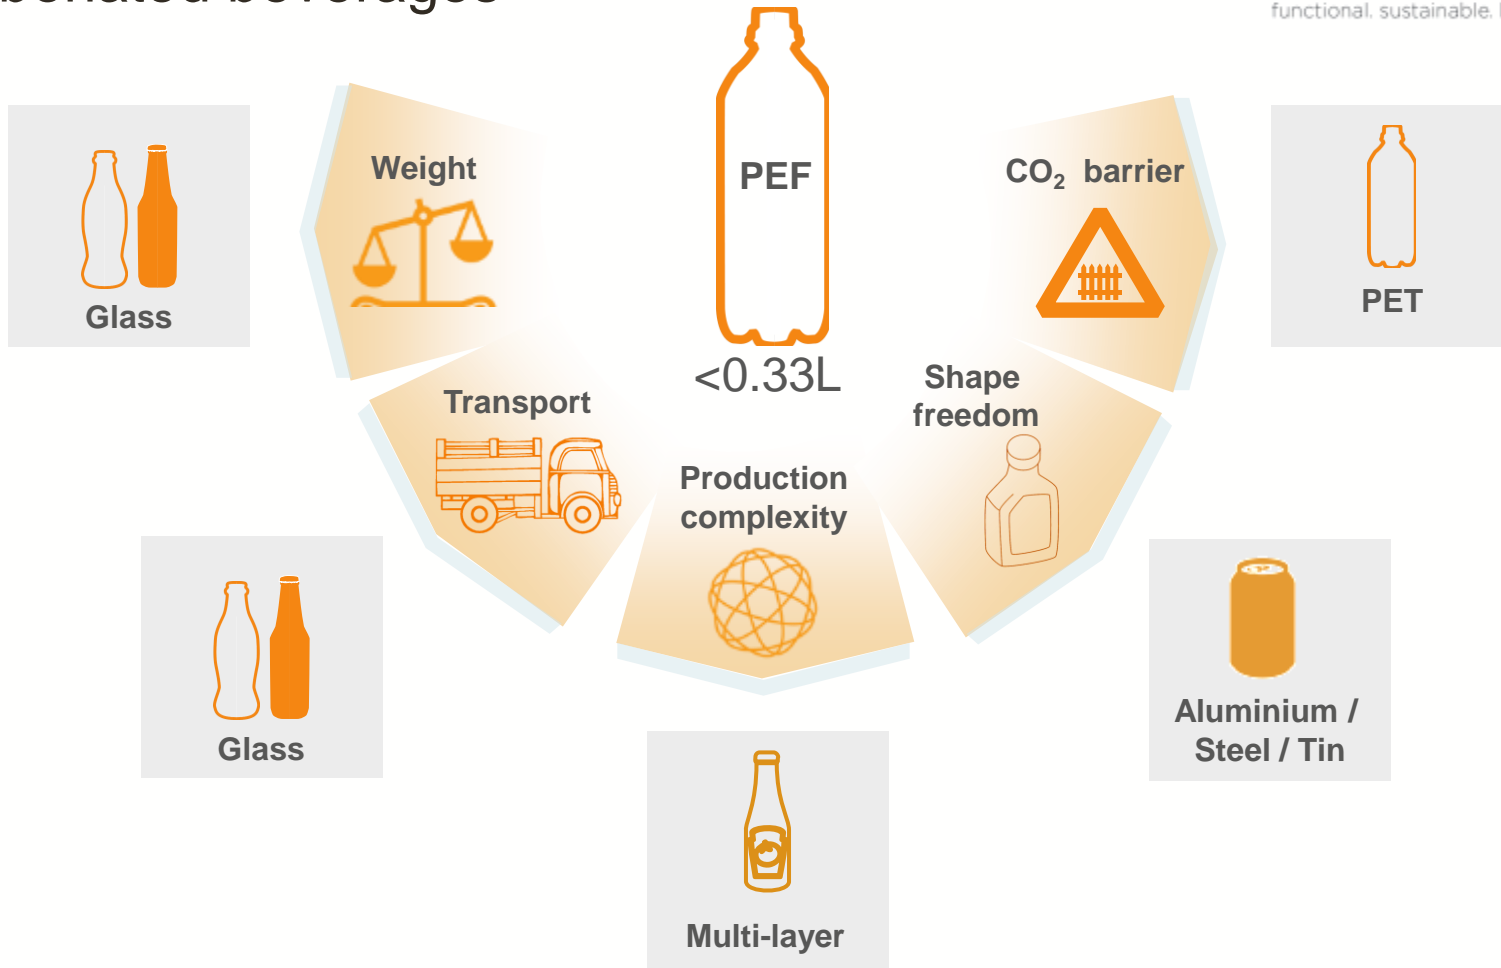 beverages
functional. sustainable.
PEF
<0.33L
Weight
CO₂ barrier
Glass
PET
Transport
Shape
freedom
Production
complexity
Glass
Aluminium /
Steel / Tin
Multi-layer